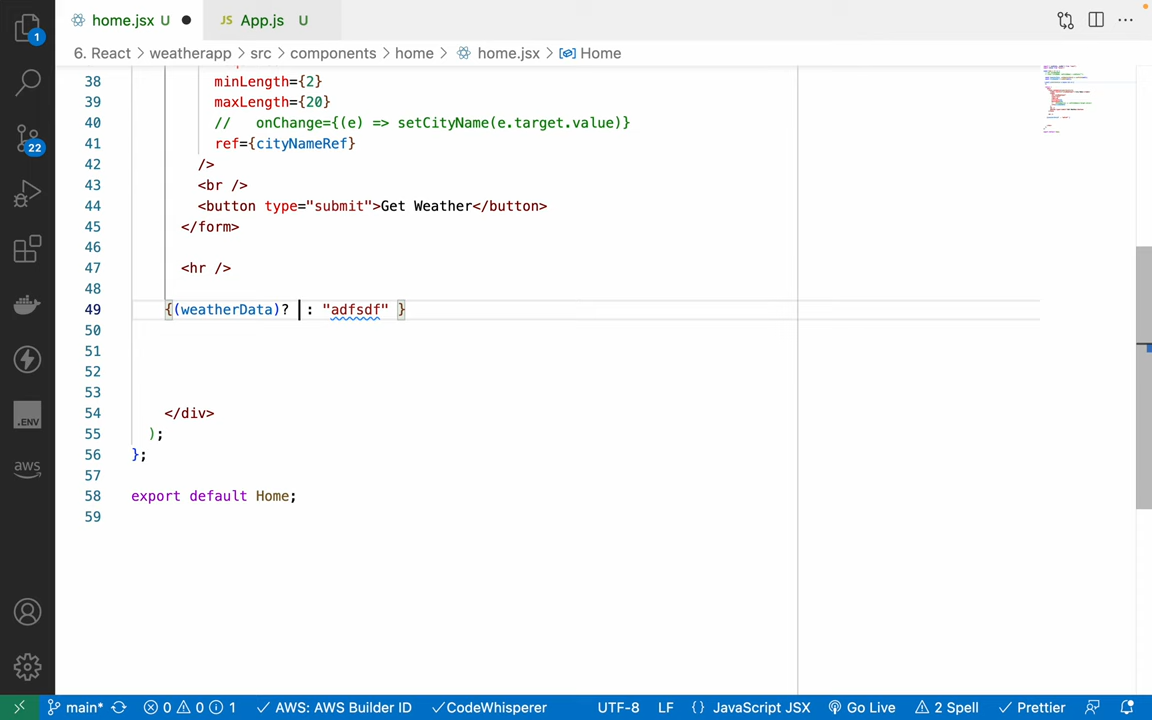 home.jsx U
JS App.js U
6. React > weatherapp > src > components > home > home.jsx > Home
38 minLength={2}
39 maxLength={20}
40 // onChange={(e) => setCityName(e.target.value)}
41 ref={cityNameRef}
42 />
43 <br />
44 <button type="submit">Get Weather</button>
45 </form>
46
47 <hr />
48
49 {(weatherData)? : "adfsdf" }
50
51
52
53
54 </div>
55 );
56 };
57
58 export default Home;
59
1
22
.ENV
aws
main* 0 0 1 AWS: AWS Builder ID CodeWhisperer UTF-8 LF {} JavaScript JSX Go Live 2 Spell Prettier